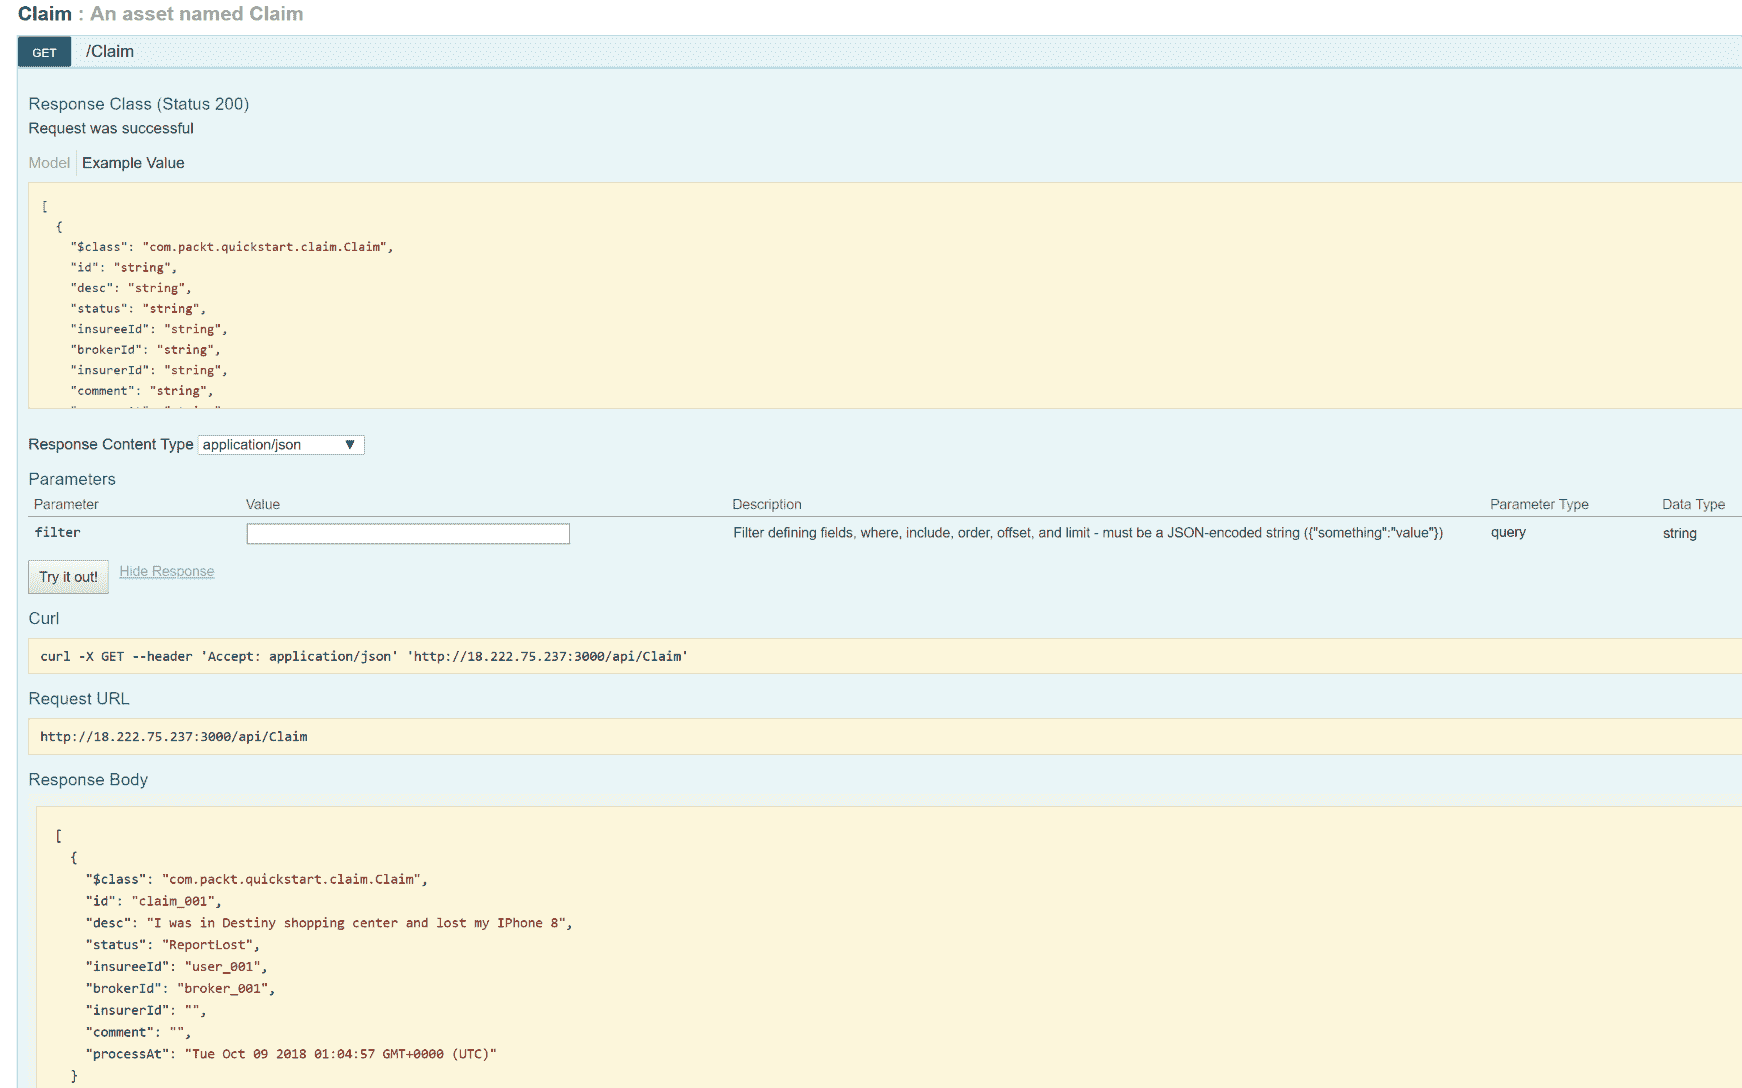 Claim : An asset named Claim
GET /Claim
Response Class (Status 200)
Request was successful
Model Example Value
[
{
"$class": "com.packt.quickstart.claim.Claim",
"id": "string",
"desc": "string",
"status": "string",
"insureeId": "string",
"brokerId": "string",
"insurerId": "string",
"comment": "string",
Response Content Type application/json ▼
Parameters
Parameter Value Description Parameter Type Data Type
filter Filter defining fields, where, include, order, offset, and limit - must be a JSON-encoded string ({"something":"value"}) query string
Try it out! Hide Response
Curl
curl -X GET --header 'Accept: application/json' 'http://18.222.75.237:3000/api/Claim'
Request URL
http://18.222.75.237:3000/api/Claim
Response Body
[
{
"$class": "com.packt.quickstart.claim.Claim",
"id": "claim_001",
"desc": "I was in Destiny shopping center and lost my IPhone 8",
"status": "ReportLost",
"insureeId": "user_001",
"brokerId": "broker_001",
"insurerId": "",
"comment": "",
"processAt": "Tue Oct 09 2018 01:04:57 GMT+0000 (UTC)"
}